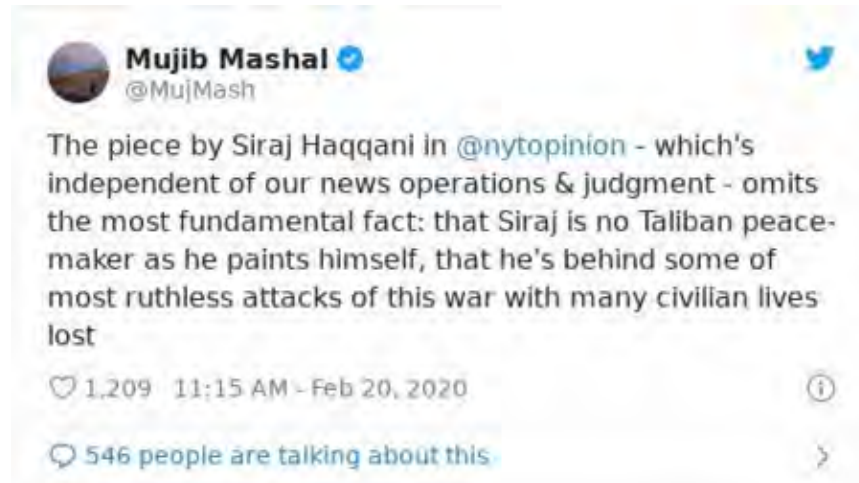 Mujib Mashal
@MujMash
The piece by Siraj Haqqani in @nytopinion - which's
independent of our news operations & judgment - omits
the most fundamental fact: that Siraj is no Taliban peace-
maker as he paints himself, that he's behind some of
most ruthless attacks of this war with many civilian lives
lost
1,209 11:15 AM - Feb 20, 2020
546 people are talking about this